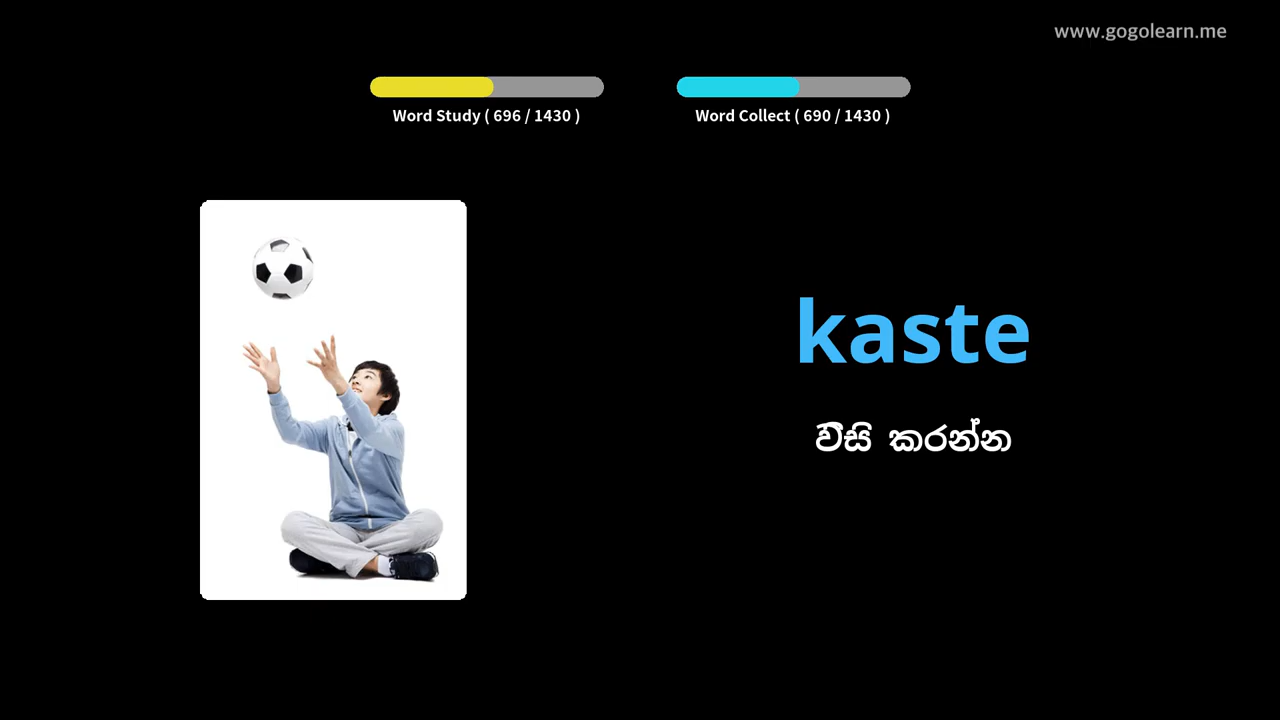 www.gogolearn.me
Word Study ( 696 / 1430 )
Word Collect ( 690 / 1430 )
kaste
වීසි කරන්න